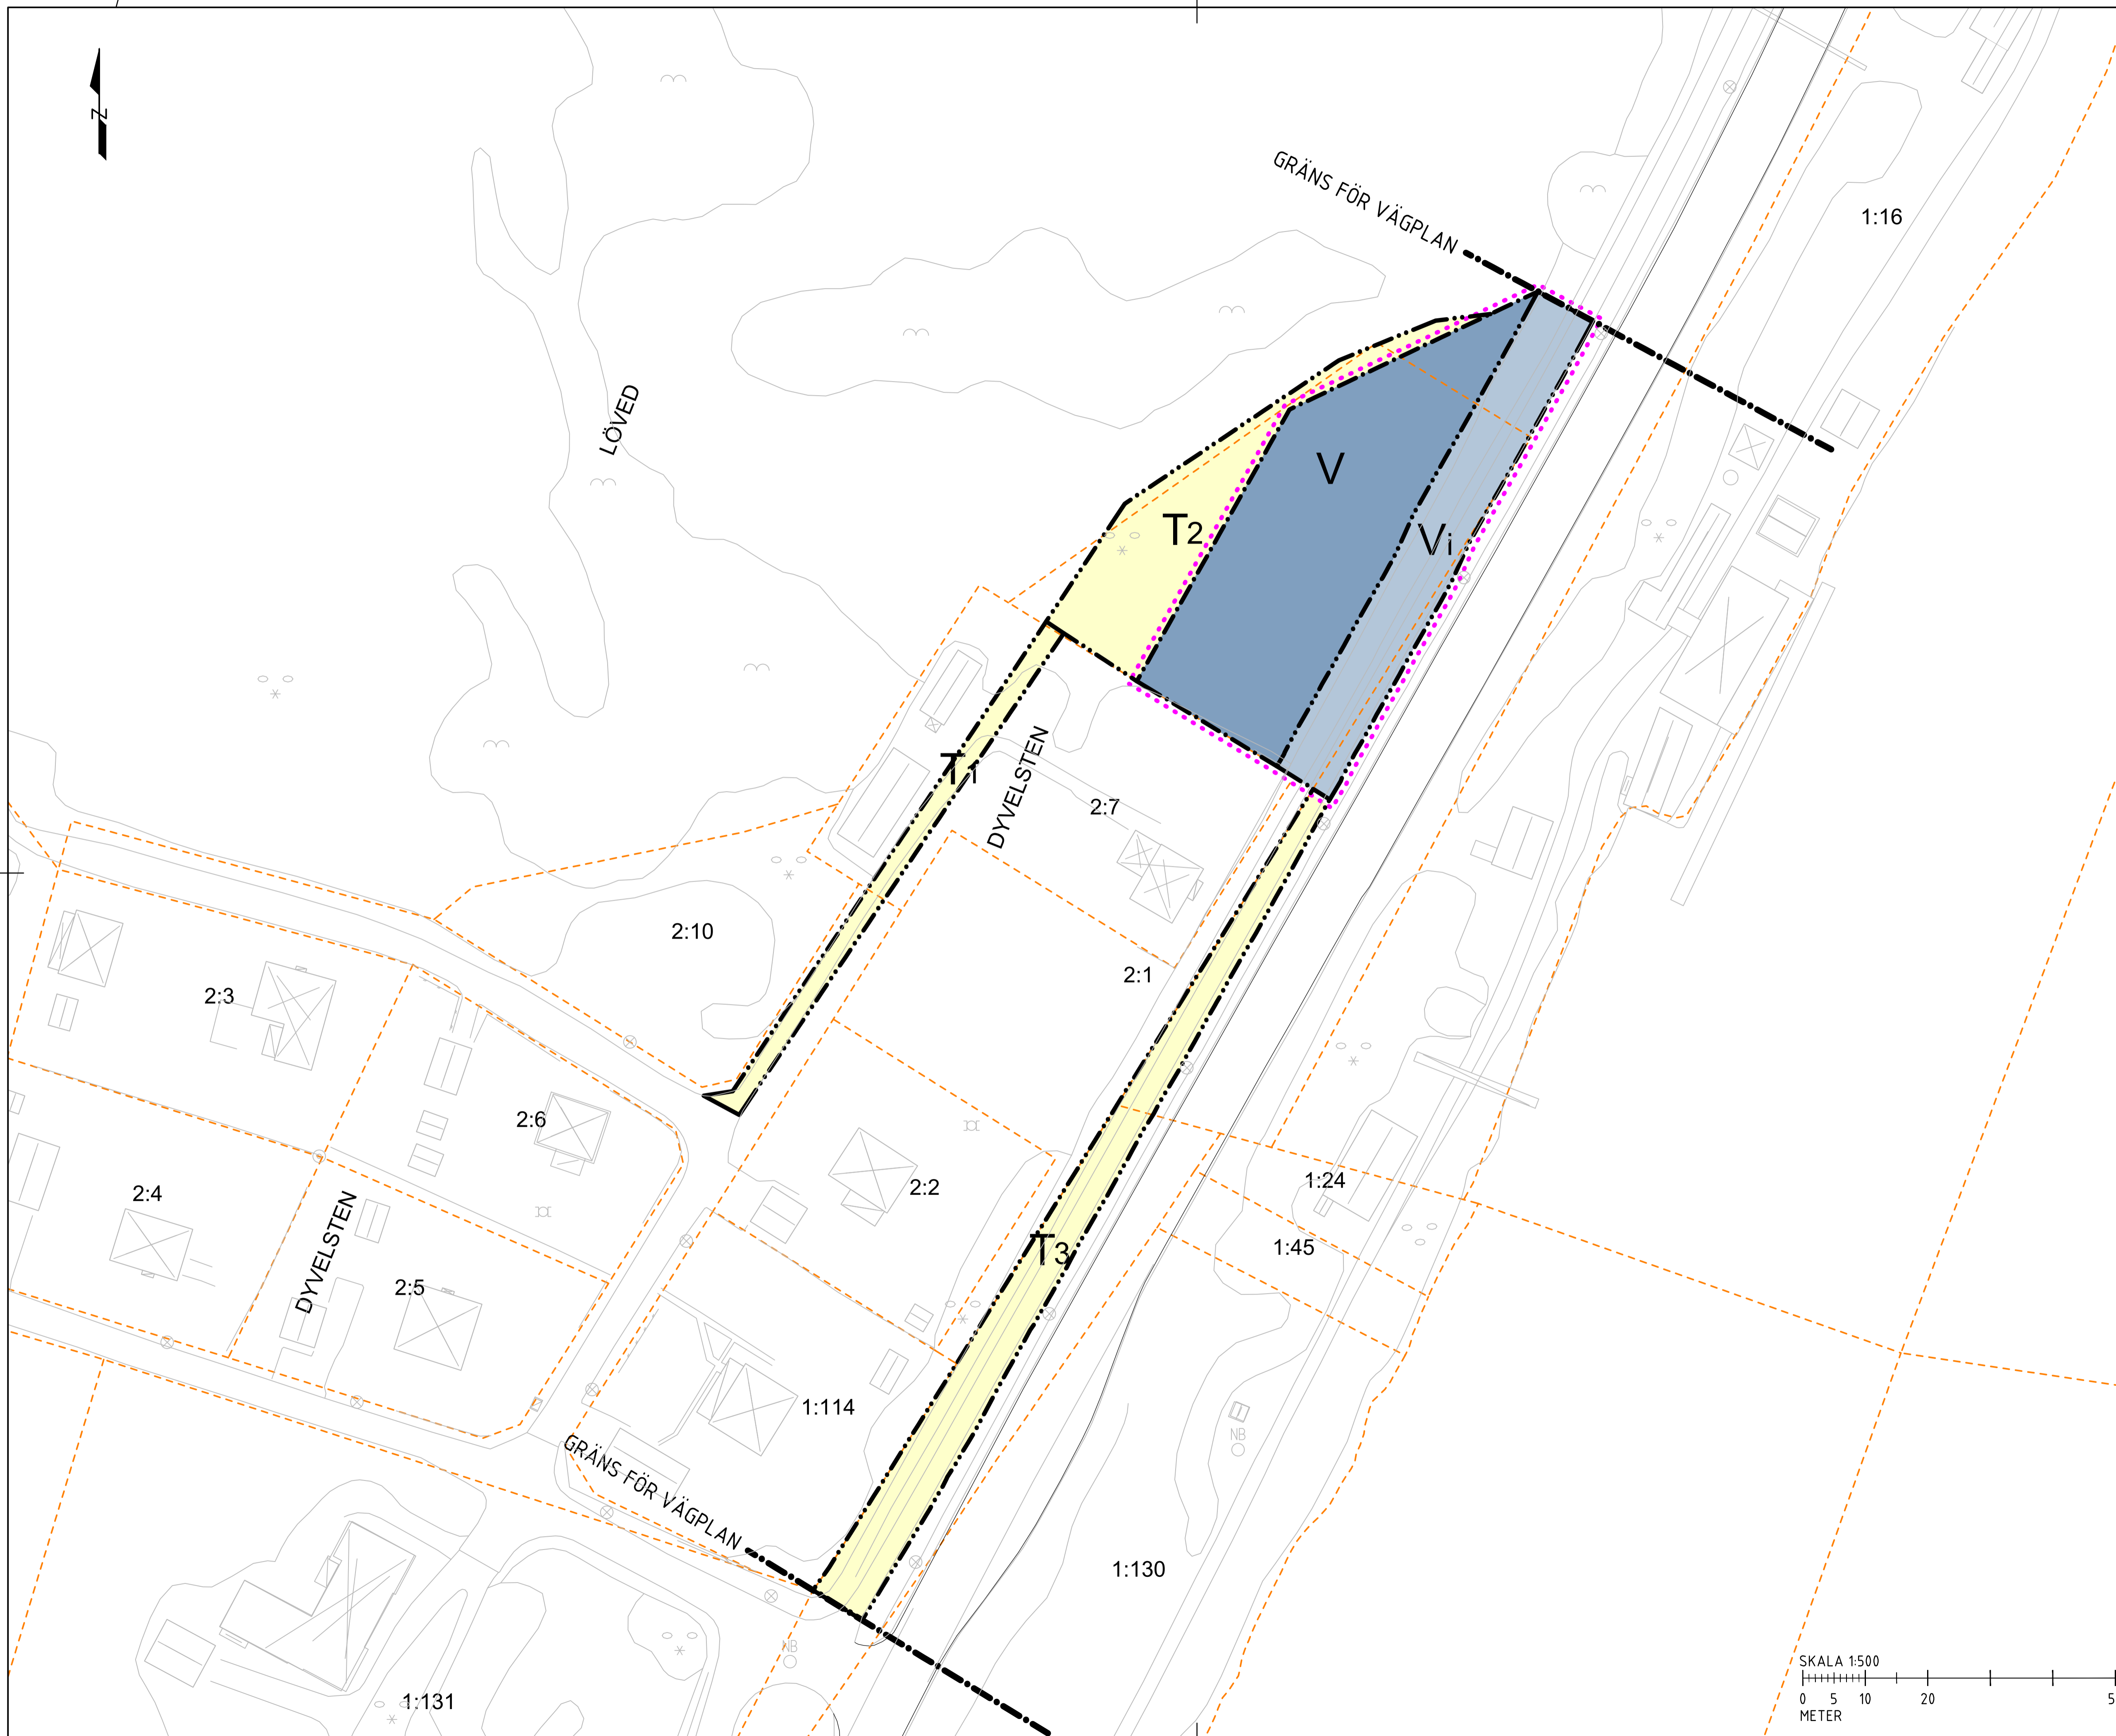 N
1:16
GRÄNS FÖR VÄGPLAN
LÖVED
V
T2
Vi
T1
DYVELSTEN
2:7
2:10
2:1
2:3
2:6
2:4
2:2
1:24
1:45
DYVELSTEN
2:5
T3
1:114
NB
GRÄNS FÖR VÄGPLAN
1:130
NB
1:131
SKALA 1:500
0 5 10 20 5
METER